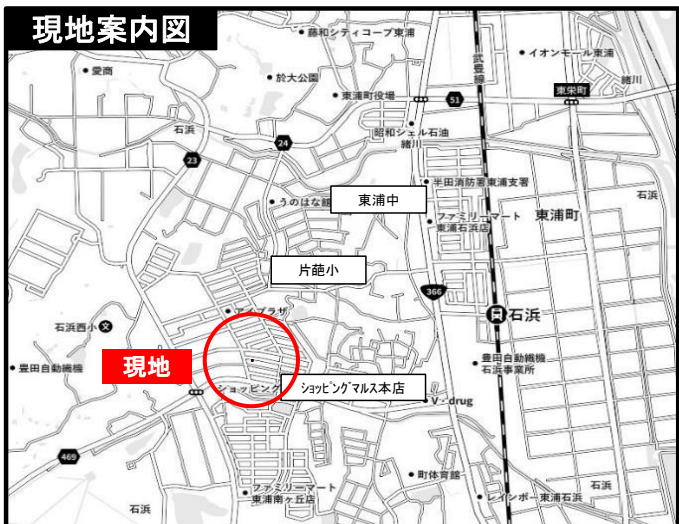 現地案内図
藤和シティコープ東浦
イオンモール東浦
愛商
於大公園
武豊線
緒川
東浦町役場
51
東栄町
石浜
昭和シェル石油
緒川
24
23
半田消防署東浦支署
石浜
うのはな館
東浦中
ファミリーマート
東浦石浜店
東浦町
片葩小
366
アイプラザ
石浜
石浜西小
豊田自動織機
現地
豊田自動織機
石浜事業所
ショッピング
ショッピングマルス本店
V・drug
469
町体育館
石浜
ファミリーマート
東浦南ヶ丘店
レインボー東浦石浜
石浜